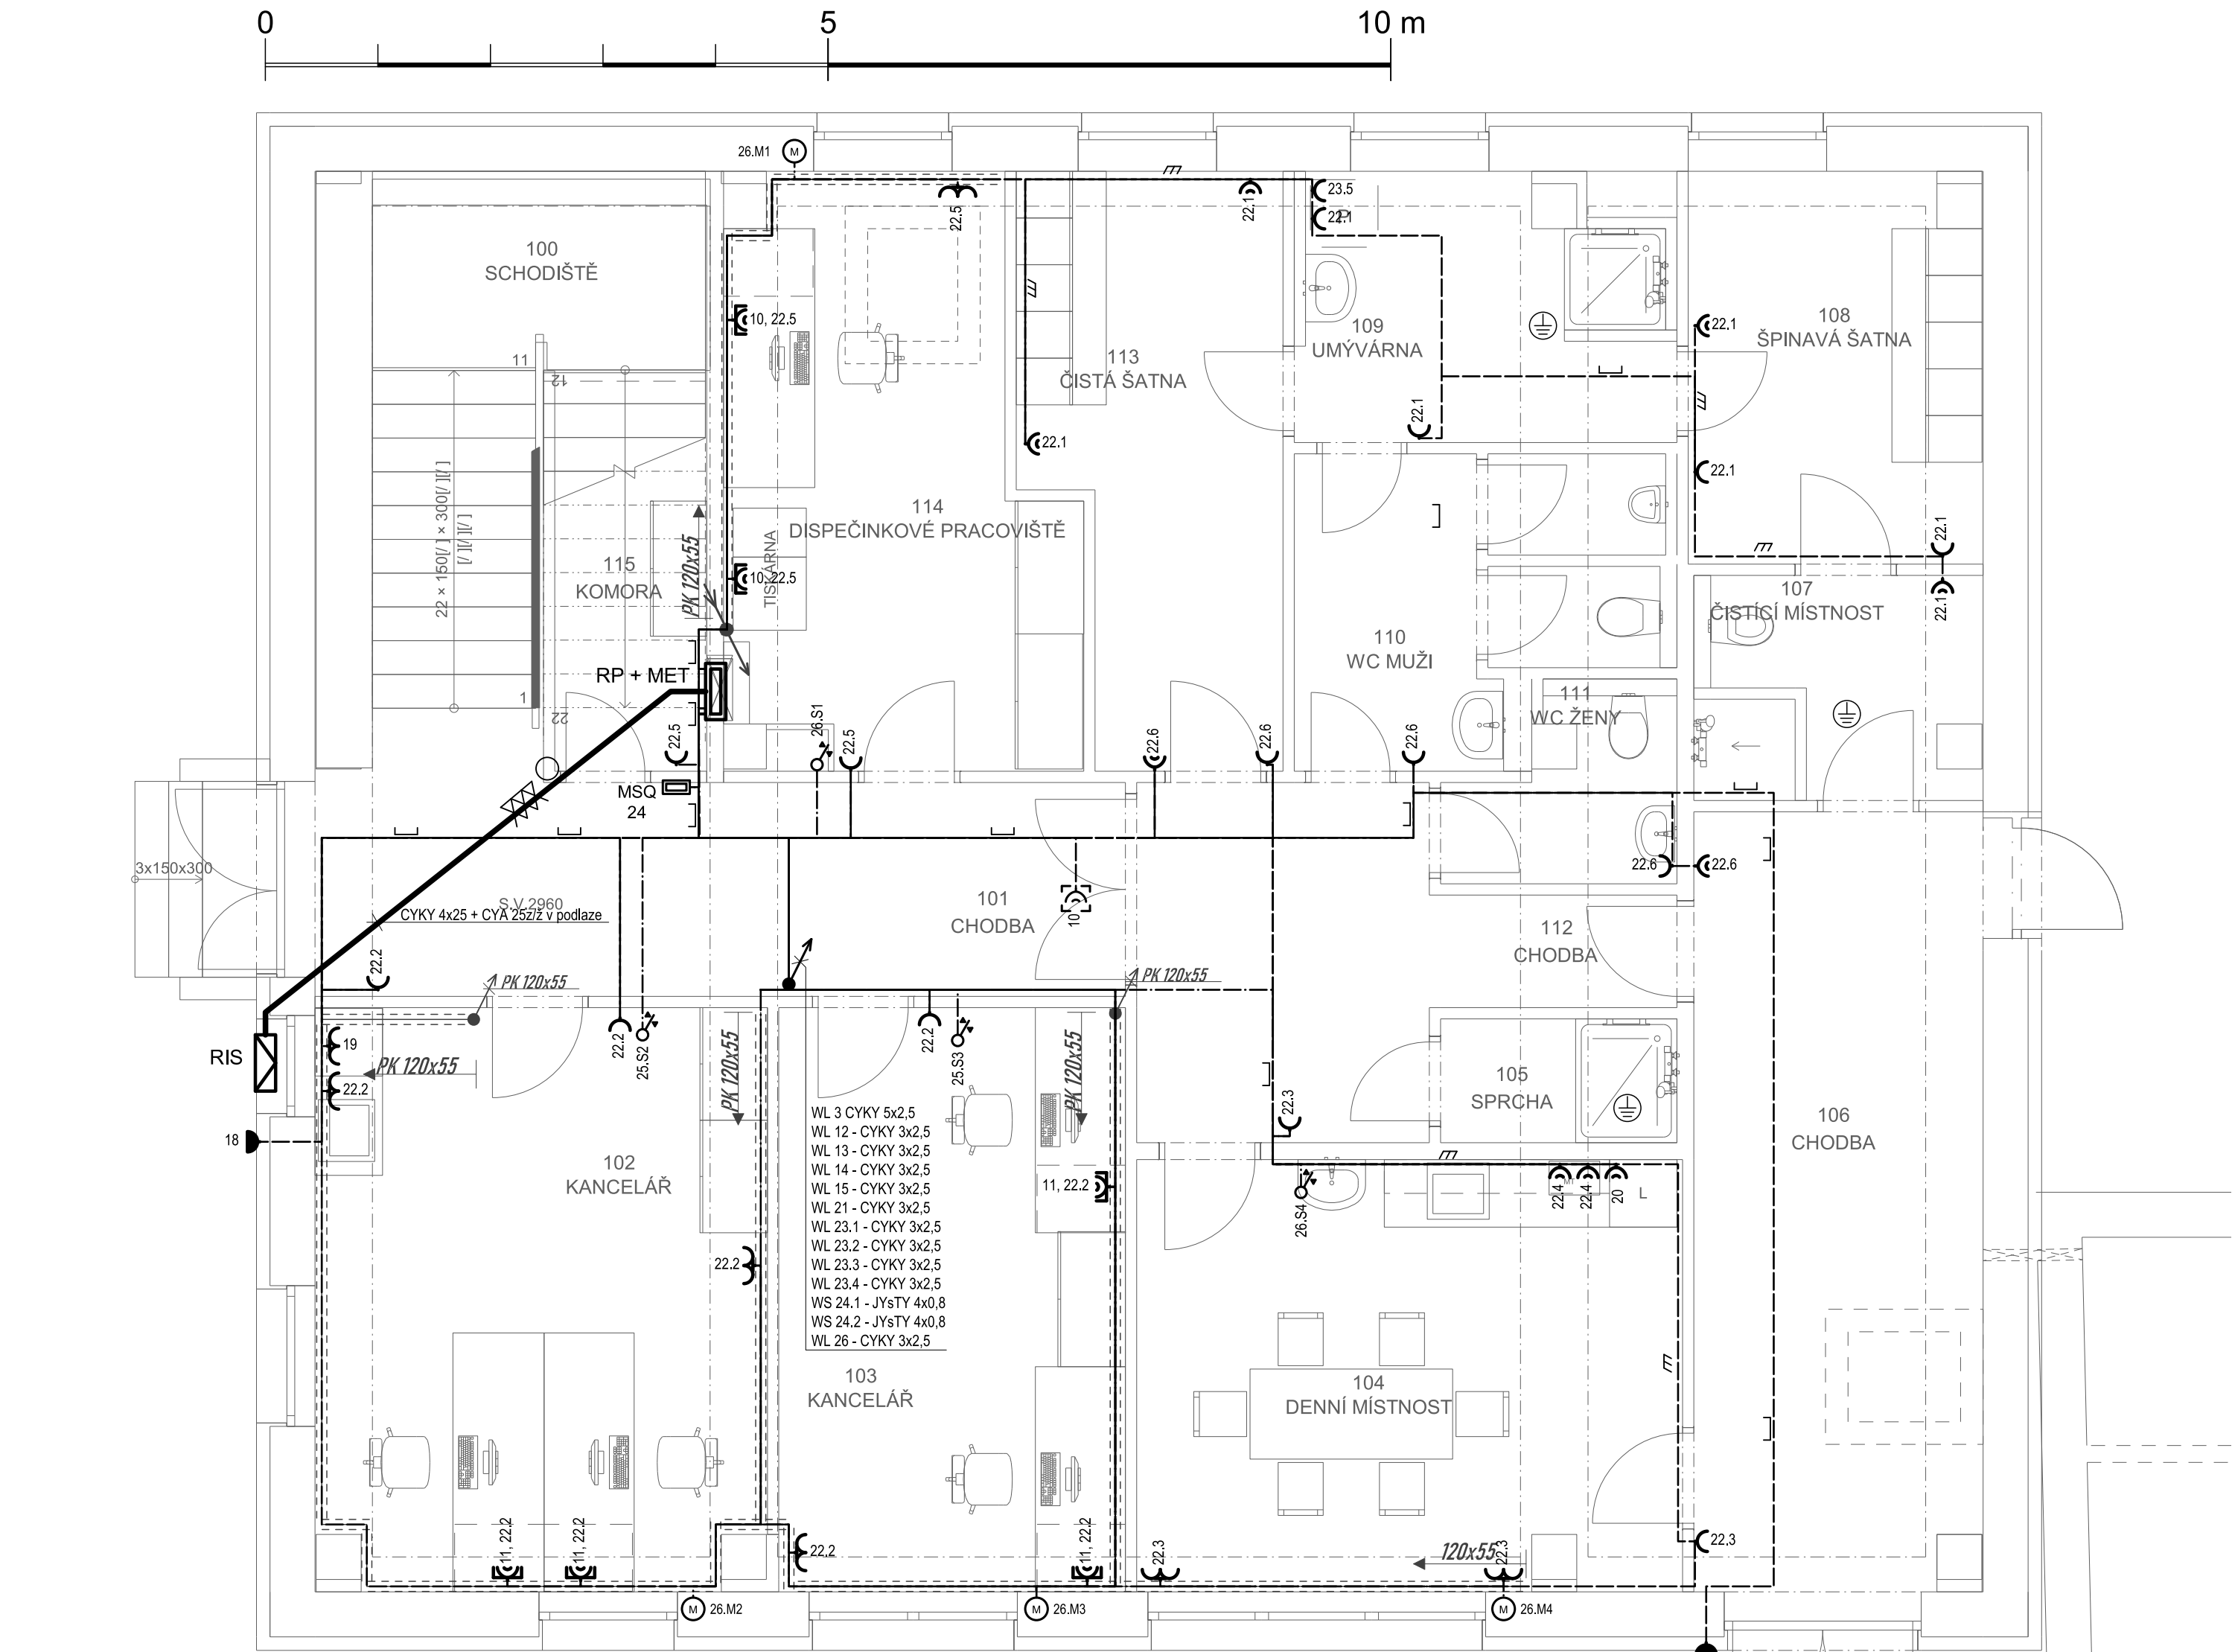 0 5 10 m
26.M1
M
22.5
22.1
23.5
22.1
100
SCHODIŠTĚ
10, 22.5
109
UMÝVÁRNA
108
ŠPINAVÁ ŠATNA
22.1
113
ČISTÁ ŠATNA
11
12
22.1
22.1
22.1
22 × 150[/ ] × 300[/ ][/ ]
[/ ][/ ][/ ]
114
DISPEČINKOVÉ PRACOVIŠTĚ
22.1
115
KOMORA
PK 120x55
TISKÁRNA
10, 22.5
107
ČISTÍCÍ MÍSTNOST
22.1
110
WC MUŽI
RP + MET
1
22
111
WC ŽENY
22.5
26.S1
22.5
22.6
22.6
22.6
MSQ
24
3x150x300
S.V.2960
CYKY 4x25 + CYA 25z/ž v podlaze
101
CHODBA
10
22.6
22.6
112
CHODBA
22.2
PK 120x55
PK 120x55
RIS
19
22.2
PK 120x55
22.2
25.S2
PK 120x55
22.2
25.S3
PK 120x55
18
22.3
105
SPRCHA
106
CHODBA
102
KANCELÁŘ
WL 3 CYKY 5x2,5
WL 12 - CYKY 3x2,5
WL 13 - CYKY 3x2,5
WL 14 - CYKY 3x2,5
WL 15 - CYKY 3x2,5
WL 21 - CYKY 3x2,5
WL 23.1 - CYKY 3x2,5
WL 23.2 - CYKY 3x2,5
WL 23.3 - CYKY 3x2,5
WL 23.4 - CYKY 3x2,5
WS 24.1 - JYsTY 4x0,8
WS 24.2 - JYsTY 4x0,8
WL 26 - CYKY 3x2,5
11, 22.2
26.S4
22.4
MT
22.4
20
L
22.2
103
KANCELÁŘ
104
DENNÍ MÍSTNOST
11, 22.2
11, 22.2
22.2
11, 22.2
22.3
120x55
22.3
22.3
M
26.M2
M
26.M3
M
26.M4